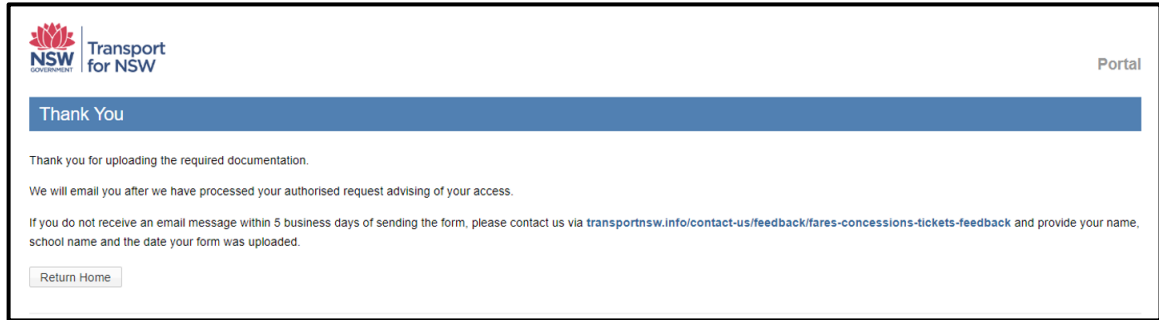 NSW
GOVERNMENT
Transport
for NSW
Portal
Thank You
Thank you for uploading the required documentation.
We will email you after we have processed your authorised request advising of your access.
If you do not receive an email message within 5 business days of sending the form, please contact us via transportnsw.info/contact-us/feedback/fares-concessions-tickets-feedback and provide your name,
school name and the date your form was uploaded.
Return Home